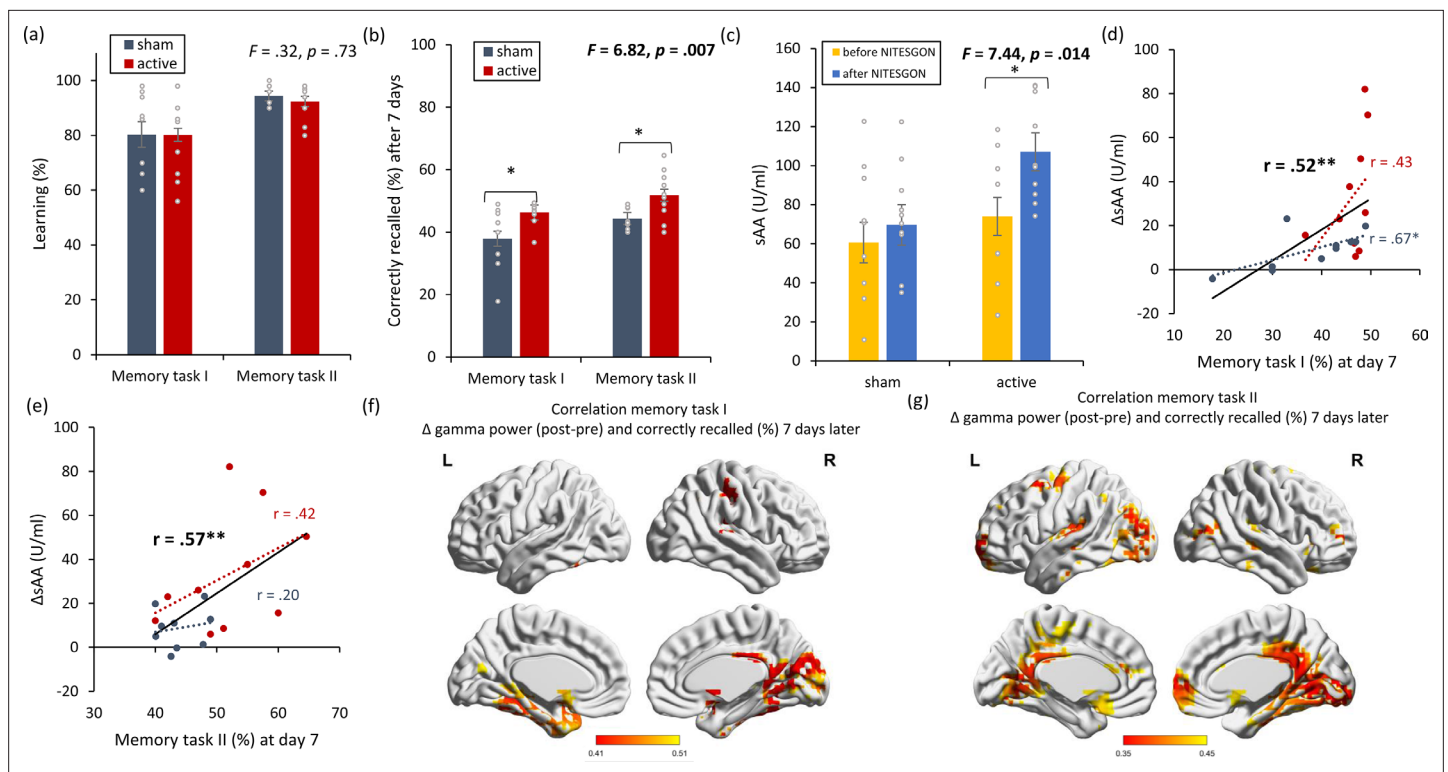 (a)
sham
active
F = .32, p = .73
Learning (%)
100
80
60
40
20
0
Memory task I
Memory task II
(b)
sham
active
F = 6.82, p = .007
Correctly recalled (%) after 7 days
100
80
60
40
20
0
*
*
Memory task I
Memory task II
(c)
before NITESGON
after NITESGON
F = 7.44, p = .014
*
sAA (U/ml)
160
140
120
100
80
60
40
20
0
sham
active
(d)
ΔsAA (U/ml)
100
80
60
40
20
0
-20
r = .52**
r = .43
r = .67*
10
20
30
40
50
60
Memory task I (%) at day 7
(e)
ΔsAA (U/ml)
100
80
60
40
20
0
-20
r = .57**
r = .42
r = .20
30
40
50
60
70
Memory task II (%) at day 7
(f)
Correlation memory task I
Δ gamma power (post-pre) and correctly recalled (%) 7 days later
L
R
0.41
0.51
(g)
Correlation memory task II
Δ gamma power (post-pre) and correctly recalled (%) 7 days later
L
R
0.35
0.45